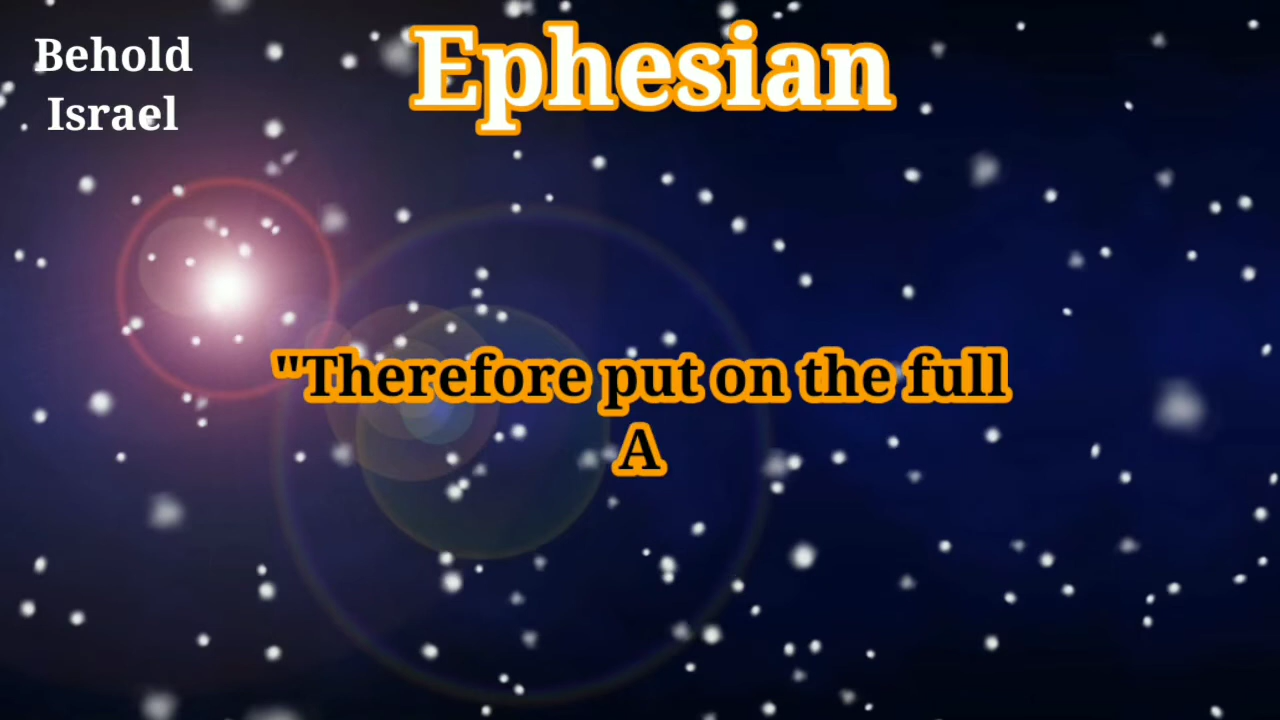 Behold
Israel
Ephesian
"Therefore put on the full
A